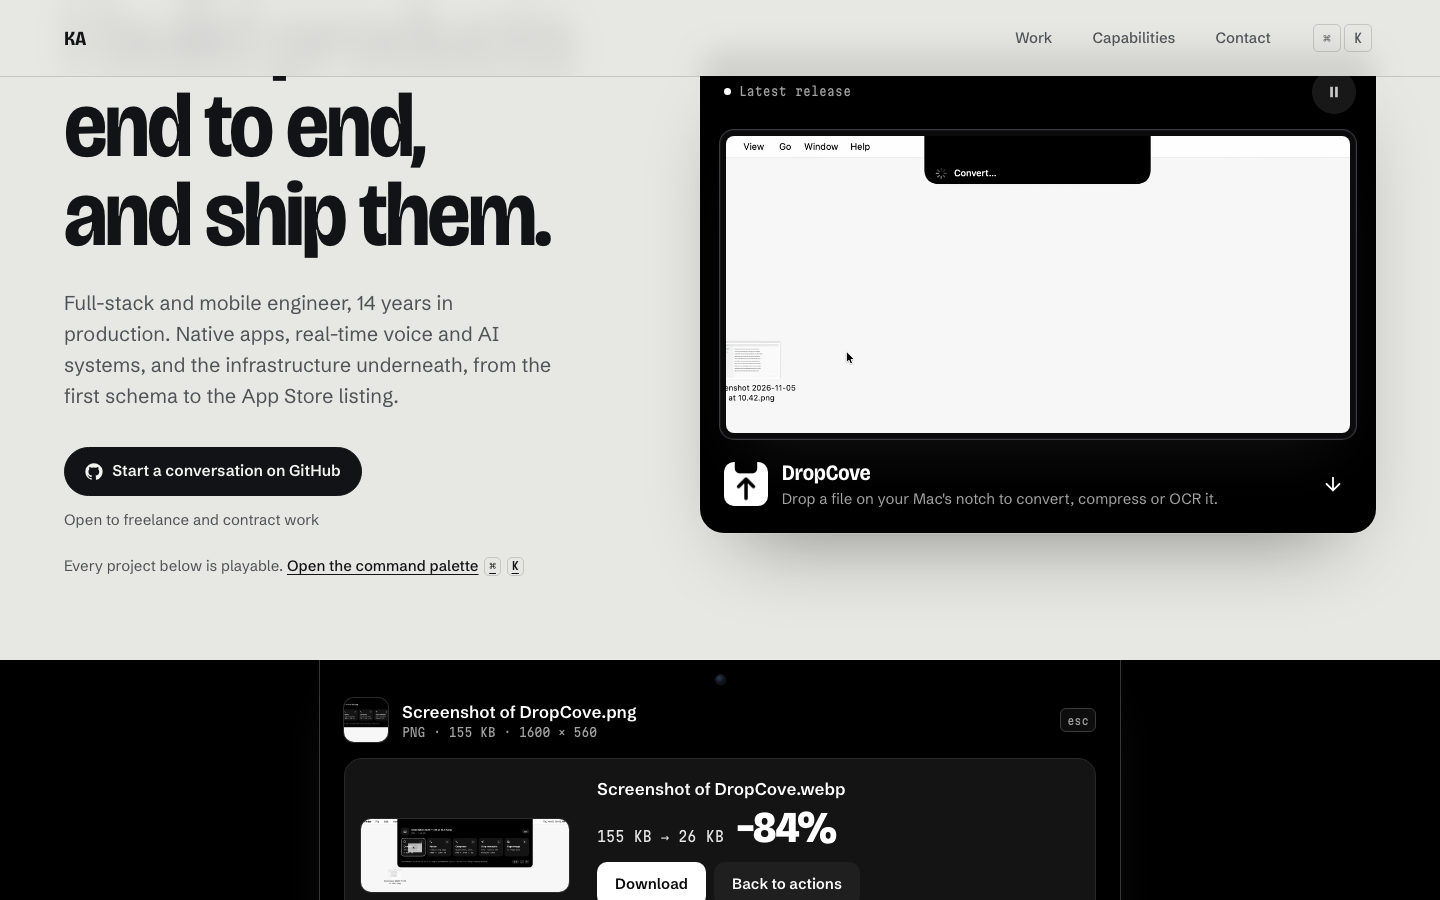 KA
Work
Capabilities
Contact
⌘ K
end to end,
and ship them.
Full-stack and mobile engineer, 14 years in
production. Native apps, real-time voice and AI
systems, and the infrastructure underneath, from the
first schema to the App Store listing.
Start a conversation on GitHub
Open to freelance and contract work
Every project below is playable. Open the command palette ⌘ K
Latest release
View Go Window Help
Convert...
enshot 2026-11-05
at 10.42.png
DropCove
Drop a file on your Mac's notch to convert, compress or OCR it.
Screenshot of DropCove.png
PNG · 155 KB · 1600 × 560
esc
Screenshot of DropCove.webp
155 KB → 26 KB -84%
Download
Back to actions